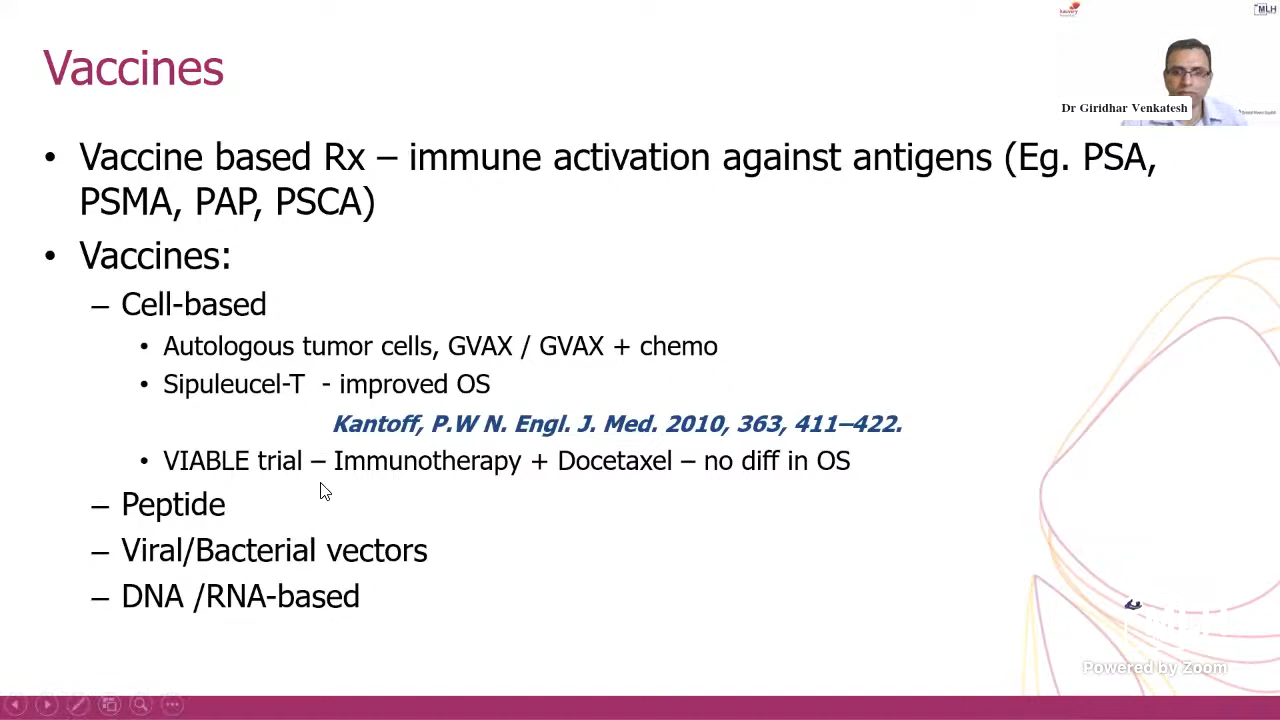 Vaccines
kauvery
MLH
Dr Giridhar Venkatesh
• Vaccine based Rx – immune activation against antigens (Eg. PSA,
PSMA, PAP, PSCA)
• Vaccines:
– Cell-based
• Autologous tumor cells, GVAX / GVAX + chemo
• Sipuleucel-T - improved OS
Kantoff, P.W N. Engl. J. Med. 2010, 363, 411–422.
• VIABLE trial – Immunotherapy + Docetaxel – no diff in OS
– Peptide
– Viral/Bacterial vectors
– DNA /RNA-based
Powered by Zoom